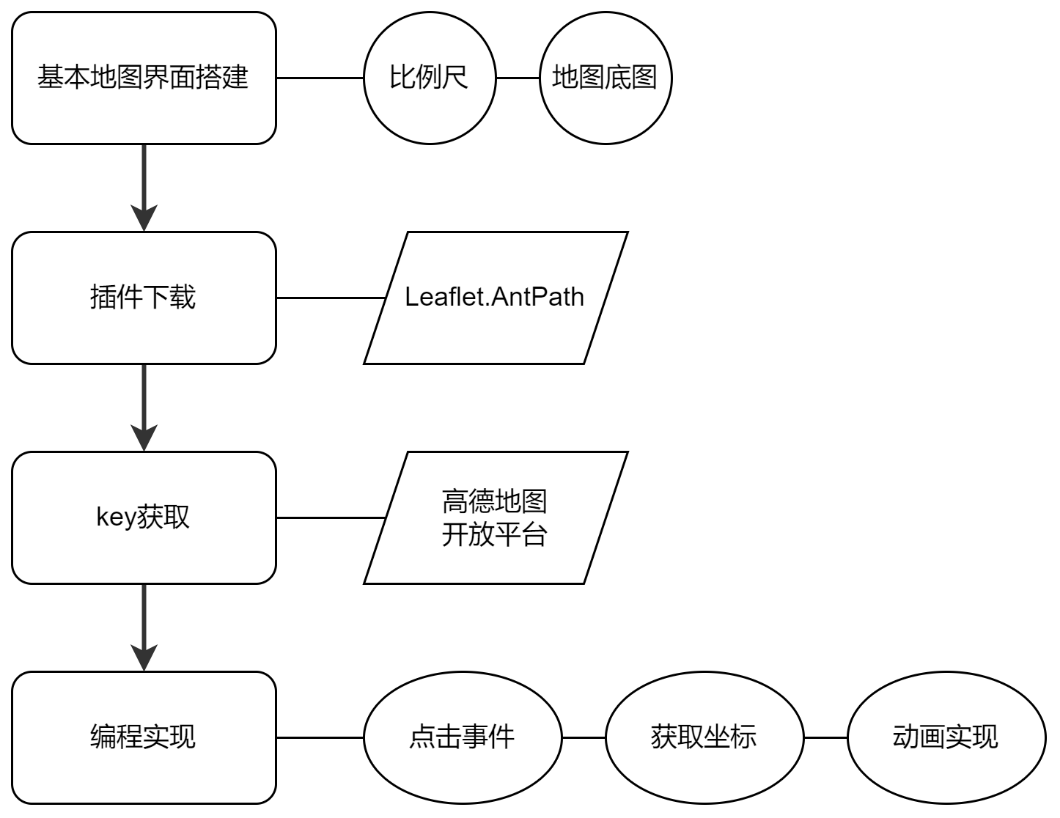 基本地图界面搭建
比例尺
地图底图
插件下载
Leaflet.AntPath
key获取
高德地图
开放平台
编程实现
点击事件
获取坐标
动画实现